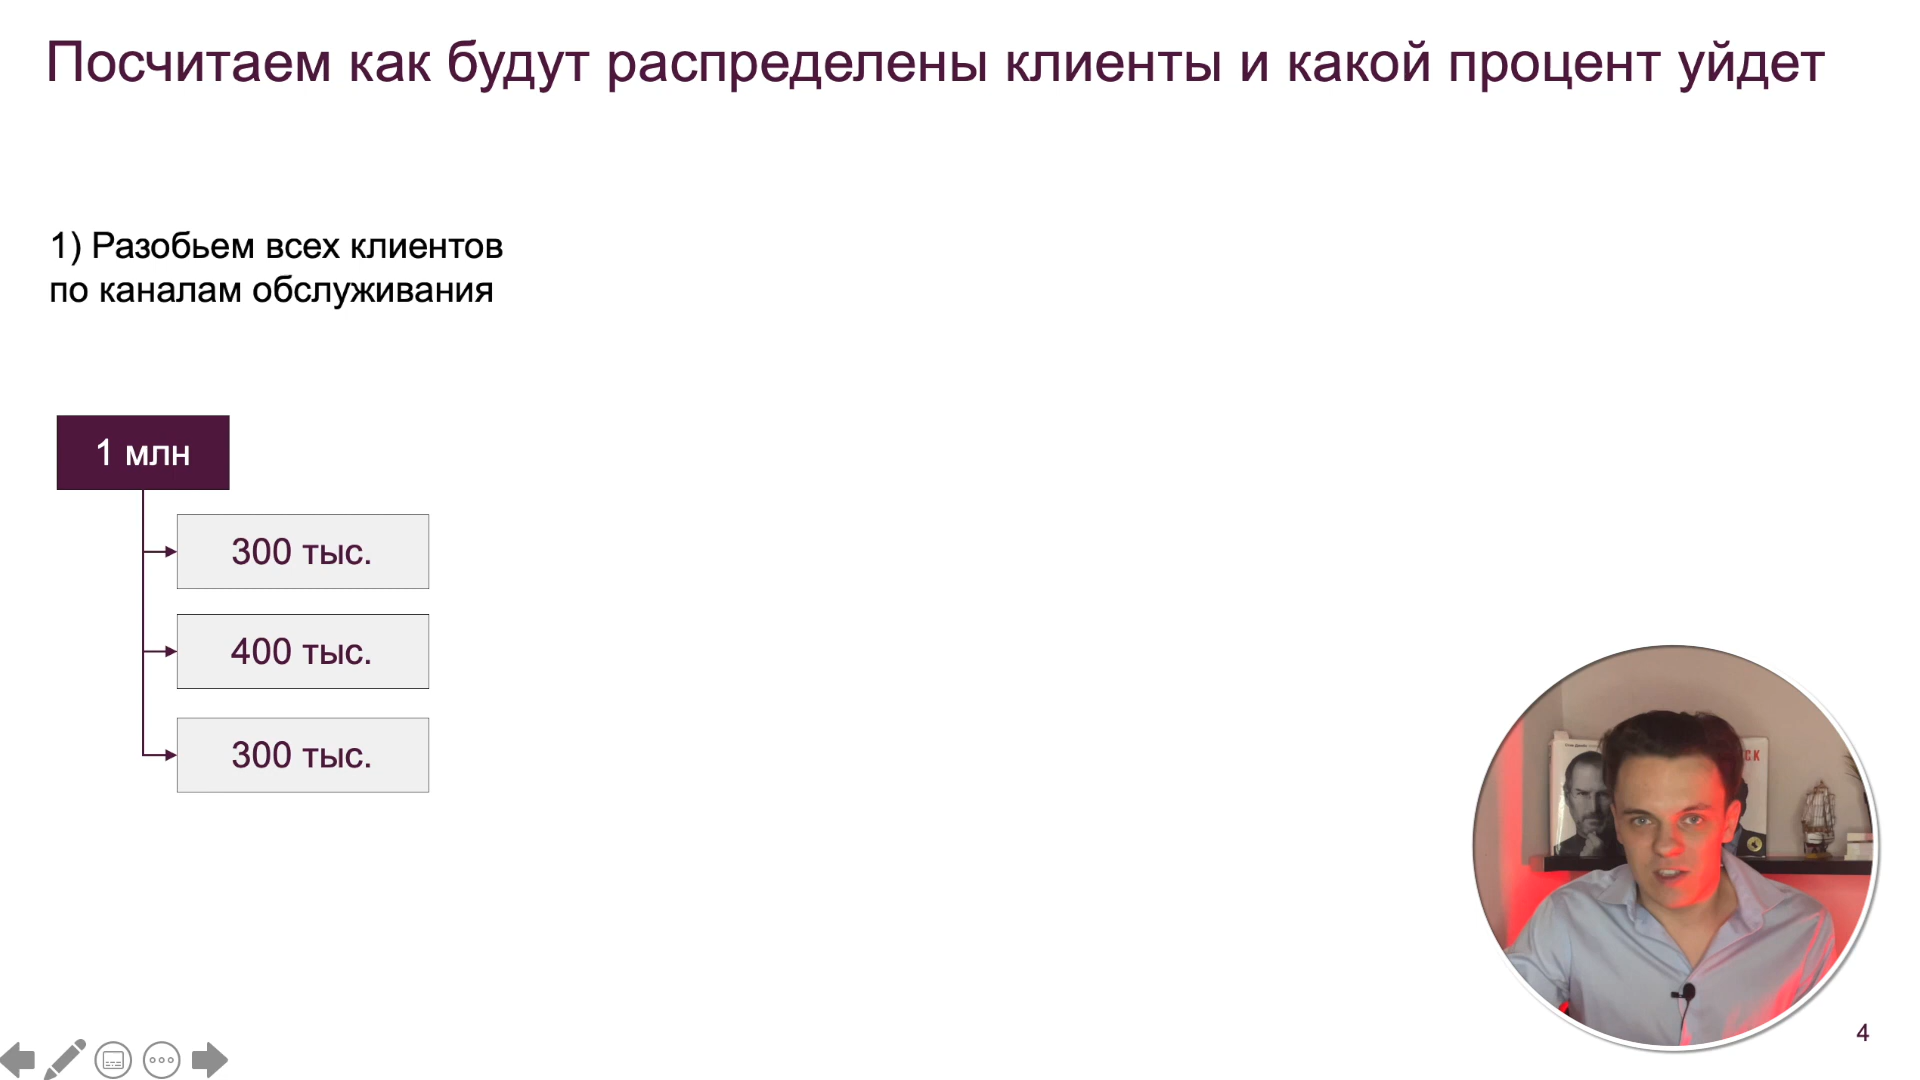 Посчитаем как будут распределены клиенты и какой процент уйдет
1) Разобьем всех клиентов
по каналам обслуживания
1 млн
300 тыс.
400 тыс.
300 тыс.
4